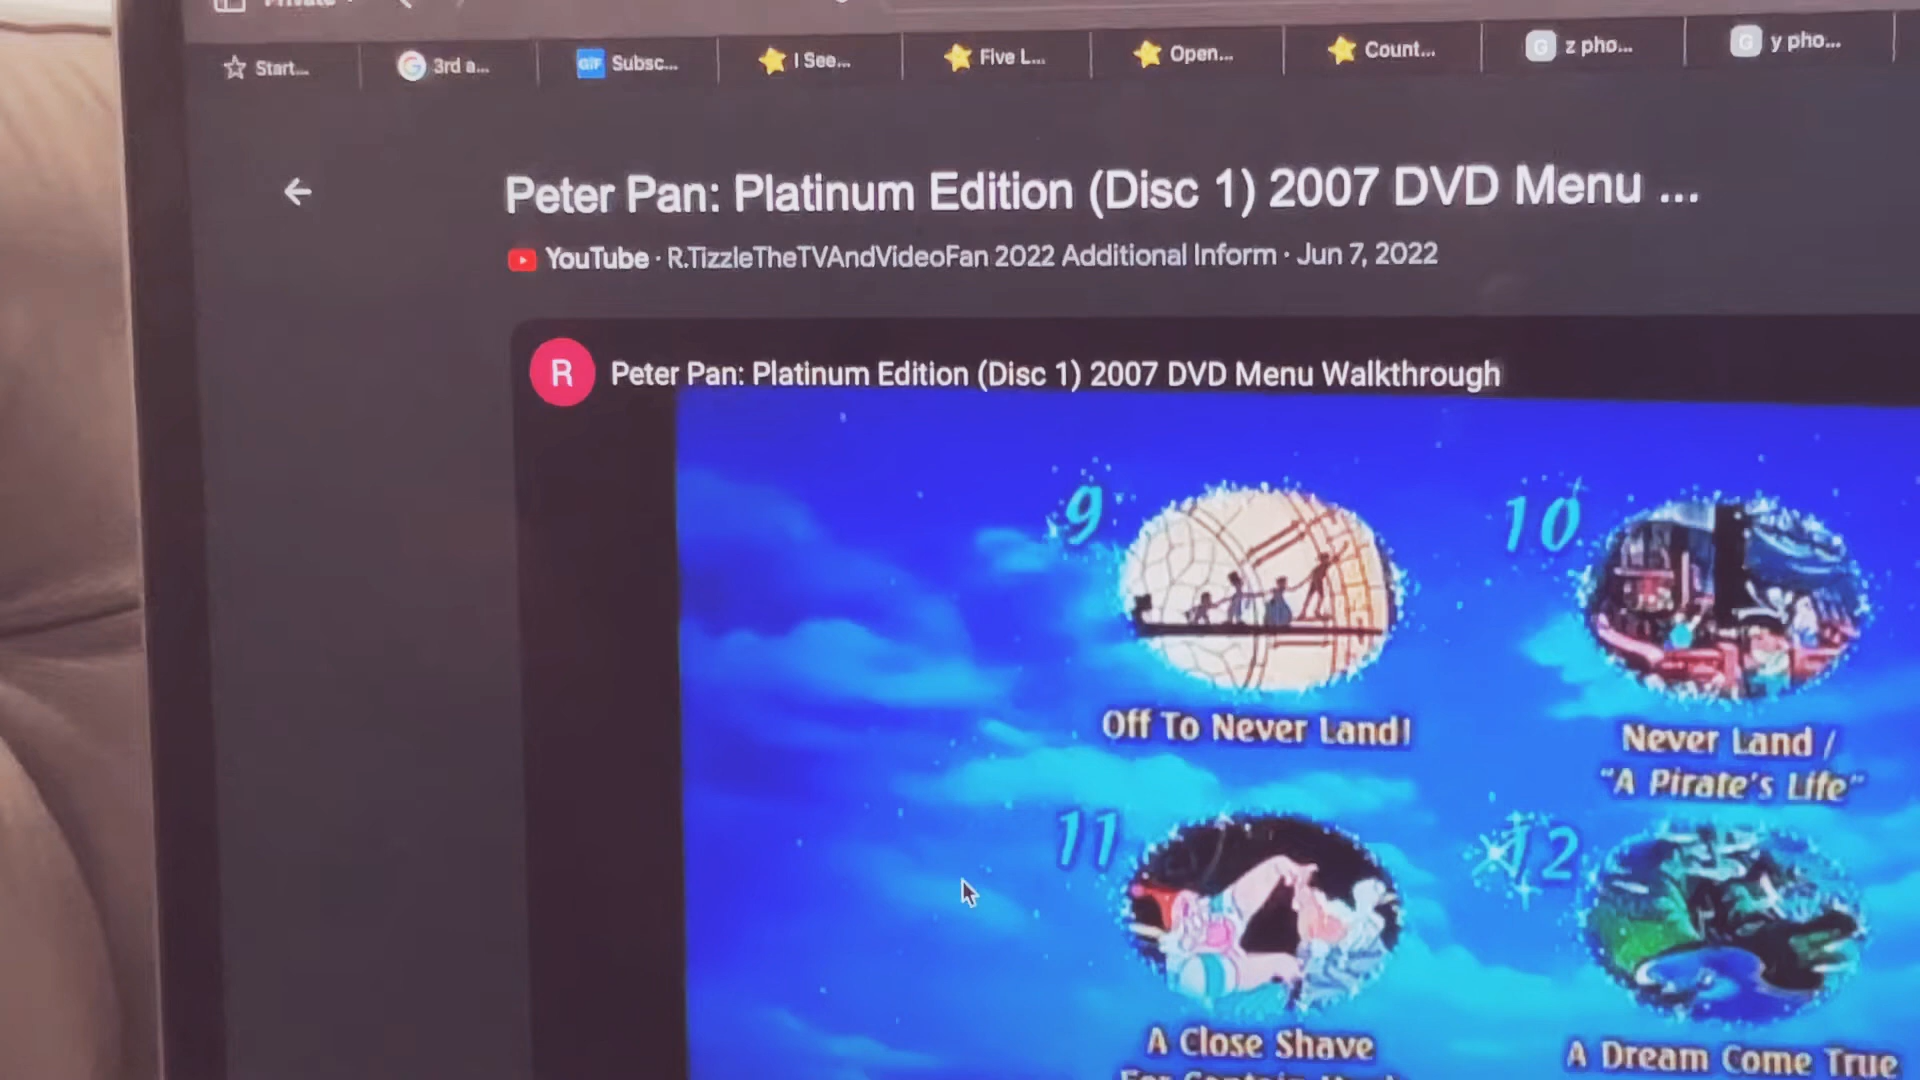 Start...
3rd a...
GIF Subsc...
I See...
Five L...
Open...
Count...
G z pho...
G y pho...
Peter Pan: Platinum Edition (Disc 1) 2007 DVD Menu ...
YouTube · R.TizzleTheTVAndVideoFan 2022 Additional Inform · Jun 7, 2022
R Peter Pan: Platinum Edition (Disc 1) 2007 DVD Menu Walkthrough
9
10
Off To Never Land!
Never Land /
"A Pirate's Life"
11
12
A Close Shave
A Dream Come True